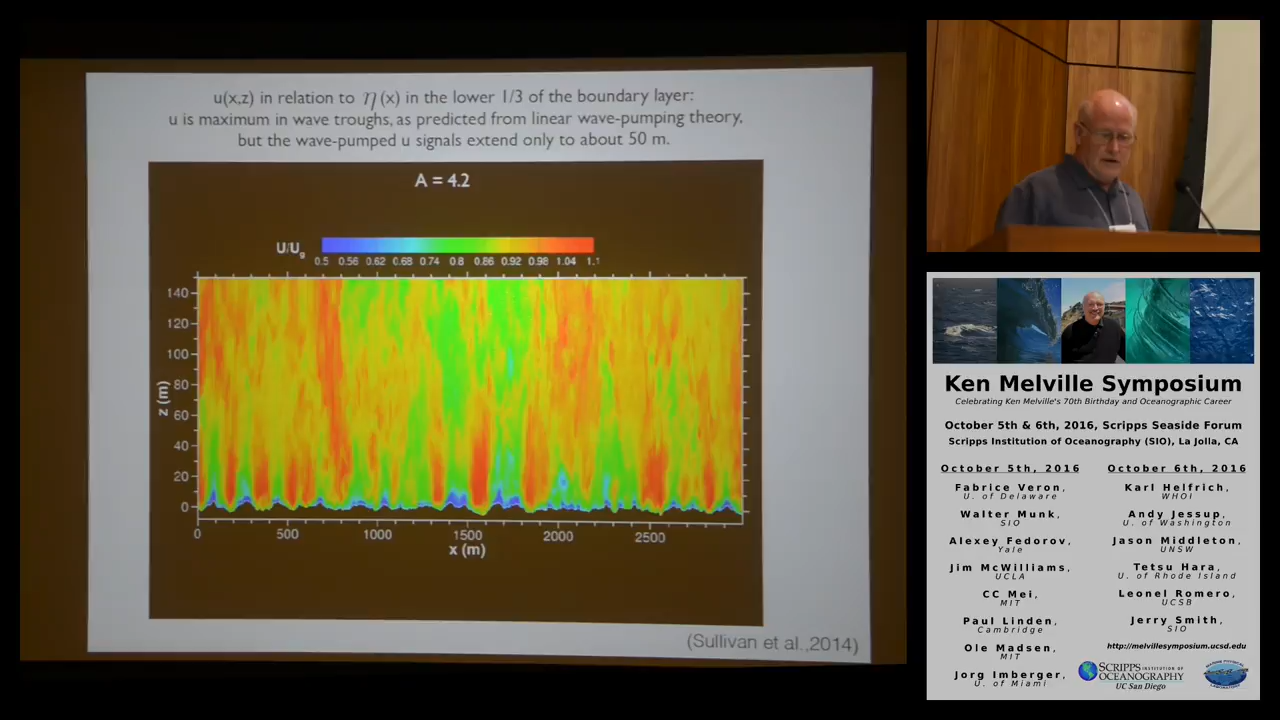 u(x,z) in relation to η(x) in the lower 1/3 of the boundary layer:
u is maximum in wave troughs, as predicted from linear wave-pumping theory,
but the wave-pumped u signals extend only to about 50 m.
A = 4.2
U/Ug
0.5 0.56 0.62 0.68 0.74 0.8 0.86 0.92 0.98 1.04 1.1
140
120
100
80
60
40
20
0
z (m)
0 500 1000 1500 2000 2500
x (m)
(Sullivan et al.,2014)
Ken Melville Symposium
Celebrating Ken Melville's 70th Birthday and Oceanographic Career
October 5th & 6th, 2016, Scripps Seaside Forum
Scripps Institution of Oceanography (SIO), La Jolla, CA
October 5th, 2016
Fabrice Veron,
U. of Delaware
Walter Munk,
SIO
Alexey Fedorov,
Yale
Jim McWilliams,
UCLA
CC Mei,
MIT
Paul Linden,
Cambridge
Ole Madsen,
MIT
Jorg Imberger,
U. of Miami
October 6th, 2016
Karl Helfrich,
WHOI
Andy Jessup,
U. of Washington
Jason Middleton,
UNSW
Tetsu Hara,
U. of Rhode Island
Leonel Romero,
UCSB
Jerry Smith,
SIO
http://melvillesymposium.ucsd.edu
SCRIPPS INSTITUTION OF
OCEANOGRAPHY
UC San Diego